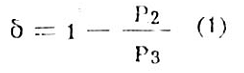 δ = 1 − P2/P3 (1)